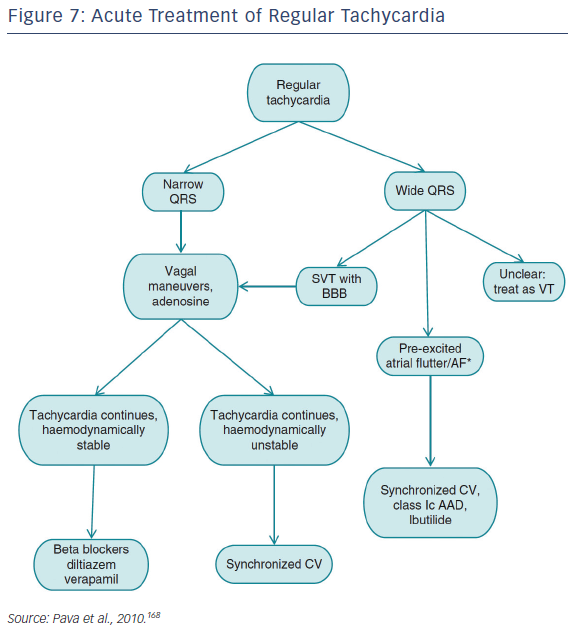 Figure 7: Acute Treatment of Regular Tachycardia
Regular
tachycardia
Narrow
QRS
Wide QRS
Vagal
maneuvers,
adenosine
SVT with
BBB
Unclear:
treat as VT
Pre-excited
atrial flutter/AF*
Tachycardia continues,
haemodynamically
stable
Tachycardia continues,
haemodynamically
unstable
Synchronized CV,
class Ic AAD,
Ibutilide
Beta blockers
diltiazem
verapamil
Synchronized CV
Source: Pava et al., 2010.168